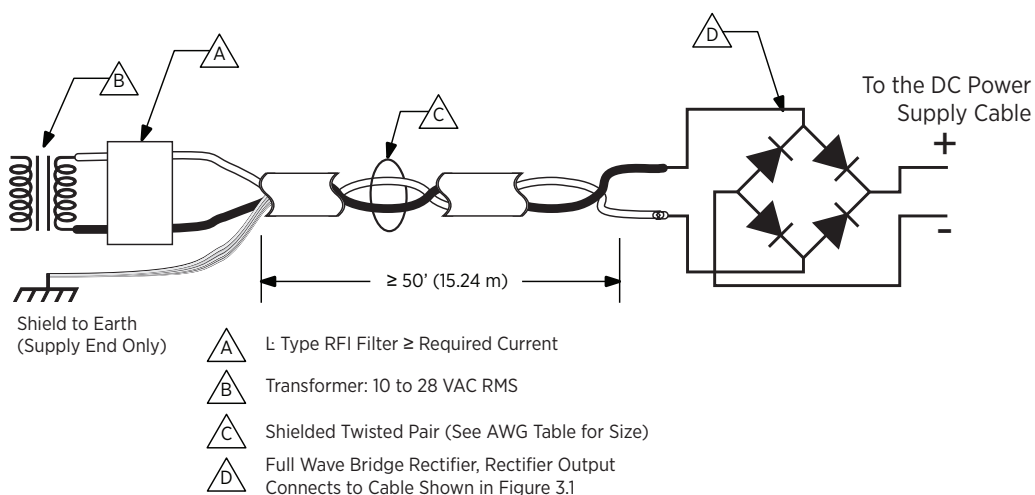 B
A
C
D
To the DC Power
Supply Cable
+
-
≥ 50’ (15.24 m)
Shield to Earth
(Supply End Only)
A L: Type RFI Filter ≥ Required Current
B Transformer: 10 to 28 VAC RMS
C Shielded Twisted Pair (See AWG Table for Size)
D Full Wave Bridge Rectifier, Rectifier Output
Connects to Cable Shown in Figure 3.1